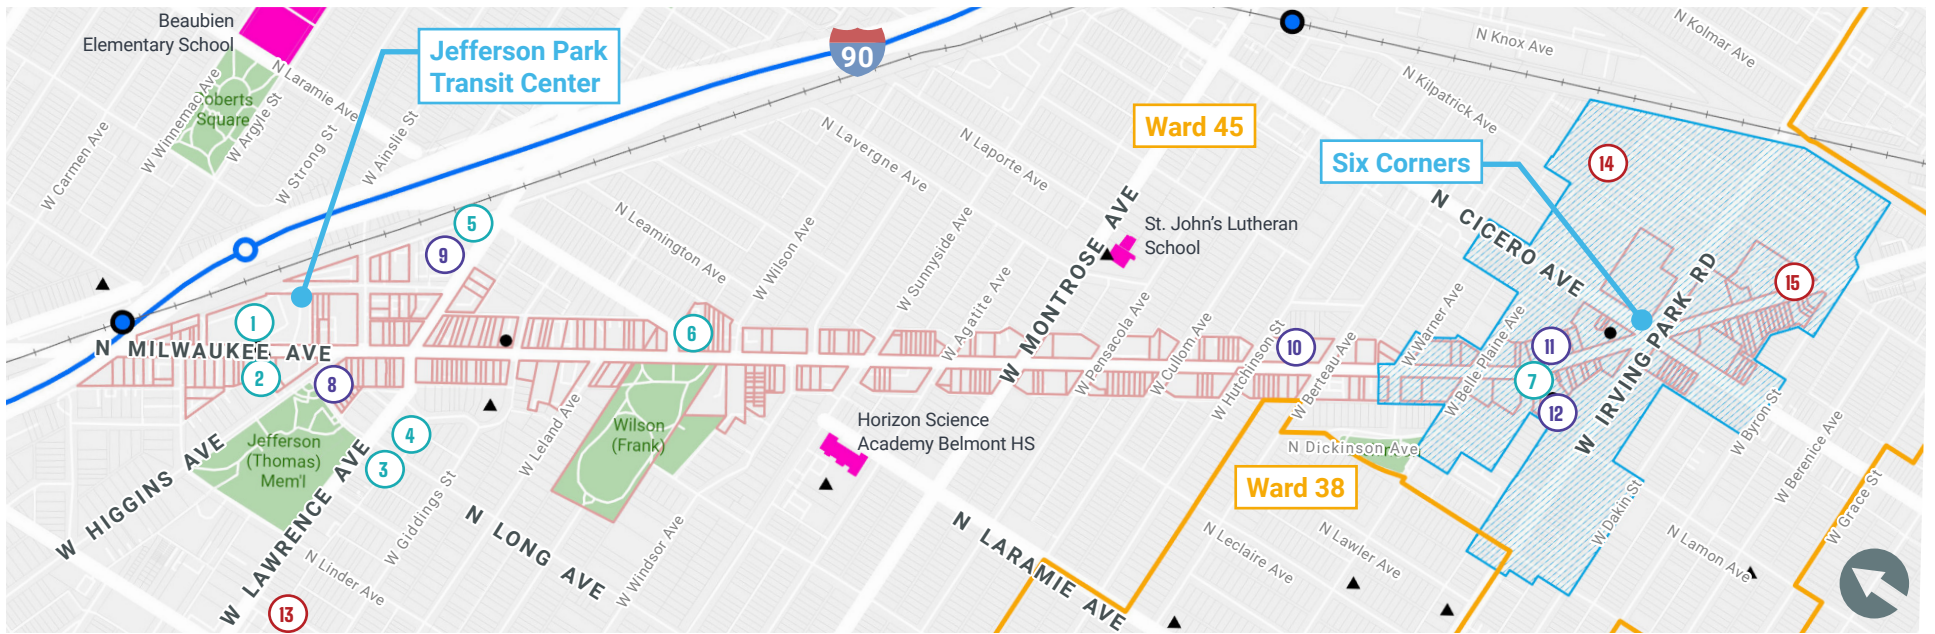 Beaubien
Elementary School
Jefferson Park
Transit Center
90
Ward 45
Six Corners
N Knox Ave
N Kolmar Ave
N Kilpatrick Ave
N Laramie Ave
oberts
Square
W Winnemac Ave
W Argyle St
W Carmen Ave
W Strong St
W Ainslie St
N Lavergne Ave
N Laporte Ave
14
N CICERO AVE
5
9
N Leamington Ave
W Wilson Ave
W Sunnyside Ave
W Agatite Ave
W MONTROSE AVE
St. John's Lutheran
School
W Pensacola Ave
W Cullom Ave
W Hutchinson St
W Berteau Ave
W Warner Ave
W Belle Plaine Ave
W IRVING PARK RD
15
1
N MILWAUKEE AVE
2
8
6
10
11
7
12
Jefferson
(Thomas)
Mem'l
4
3
W HIGGINS AVE
W LAWRENCE AVE
W Giddings St
W Leland Ave
Wilson
(Frank)
Horizon Science
Academy Belmont HS
N Dickinson Ave
Ward 38
W Byron St
W Berenice Ave
W Grace St
W Dakin St
N Linder Ave
N LONG AVE
W Windsor Ave
N LARAMIE AVE
N Leclaire Ave
N Lawler Ave
N Lamon Ave
13